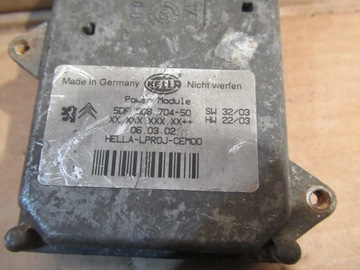 Made in Germany HELLA Nicht werfen
Power Module
5DF 008 704-50 SW 32/03
XX XXX XXX XX++ HW 22/03
06.03.02
HELLA-LPROJ-CEM00